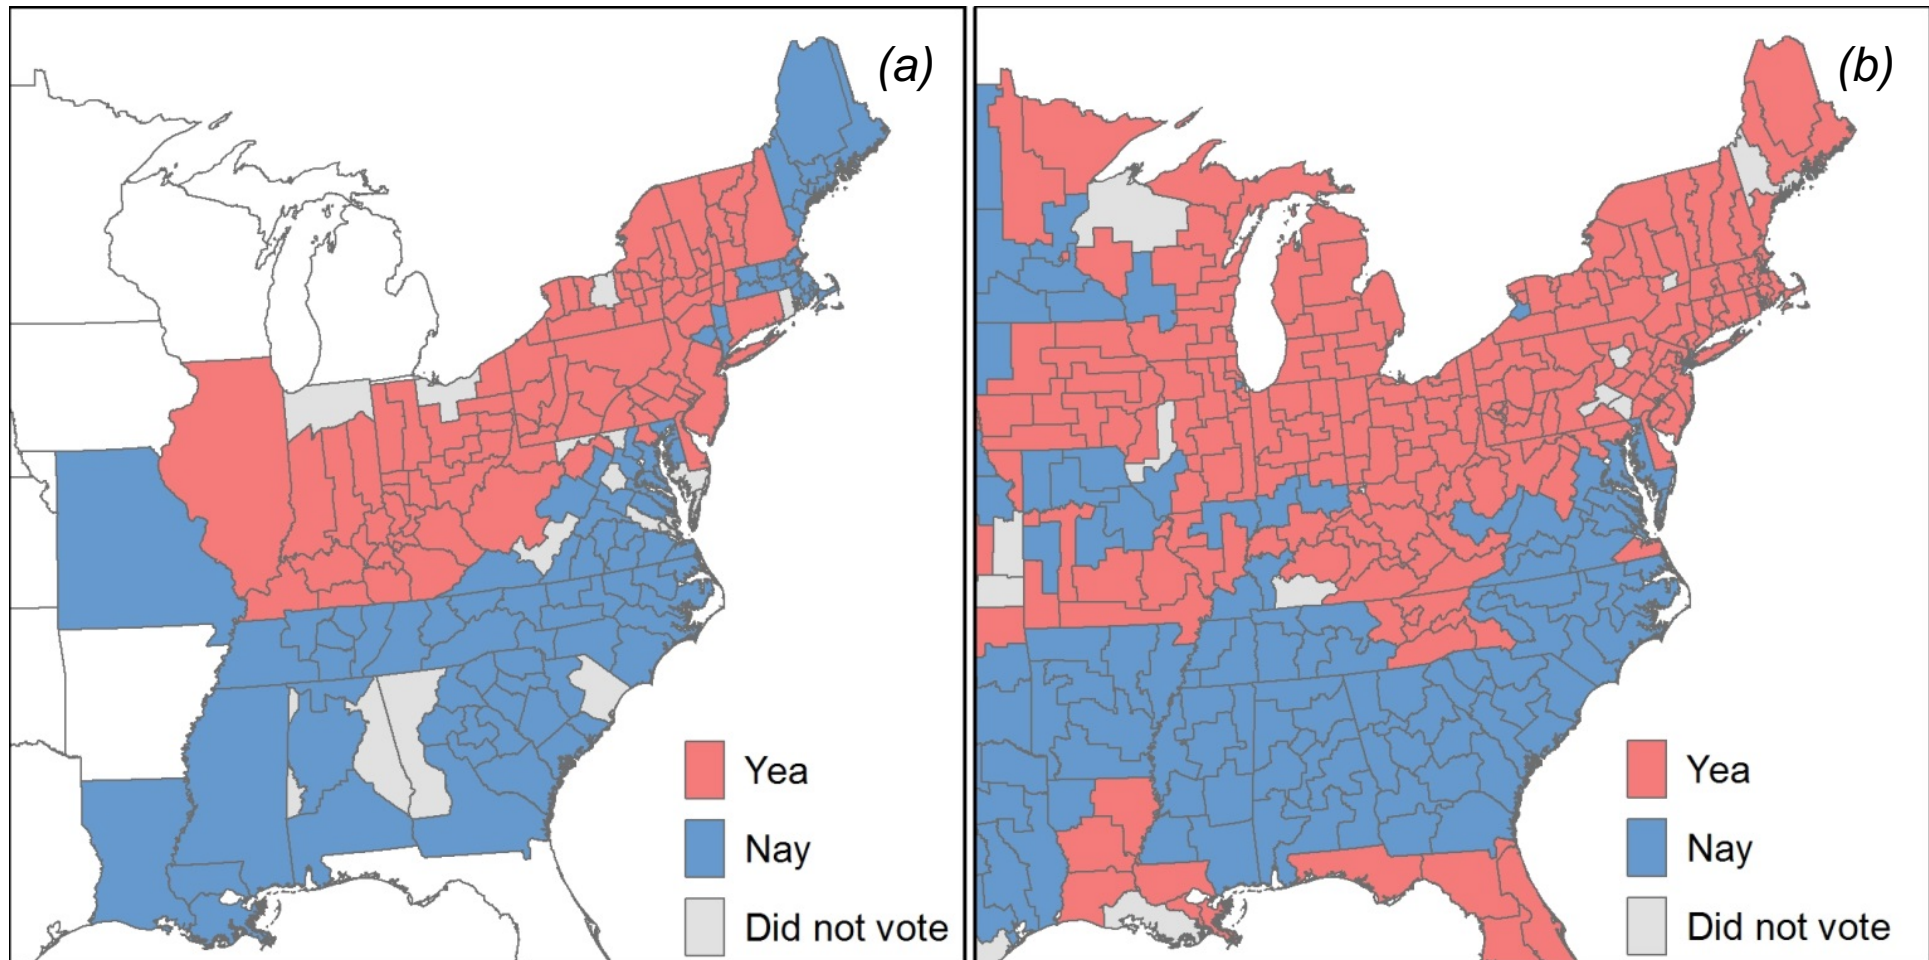 (a)
Yea
Nay
Did not vote
(b)
Yea
Nay
Did not vote